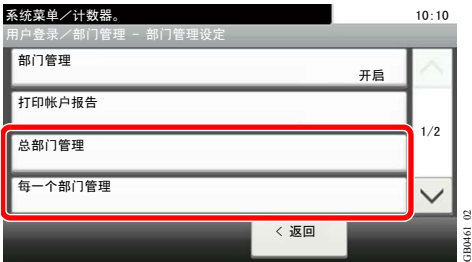 系统菜单／计数器。
10:10
用户登录／部门管理 - 部门管理设定
部门管理
开启
打印帐户报告
1/2
总部门管理
每一个部门管理
< 返回
GB0461_02